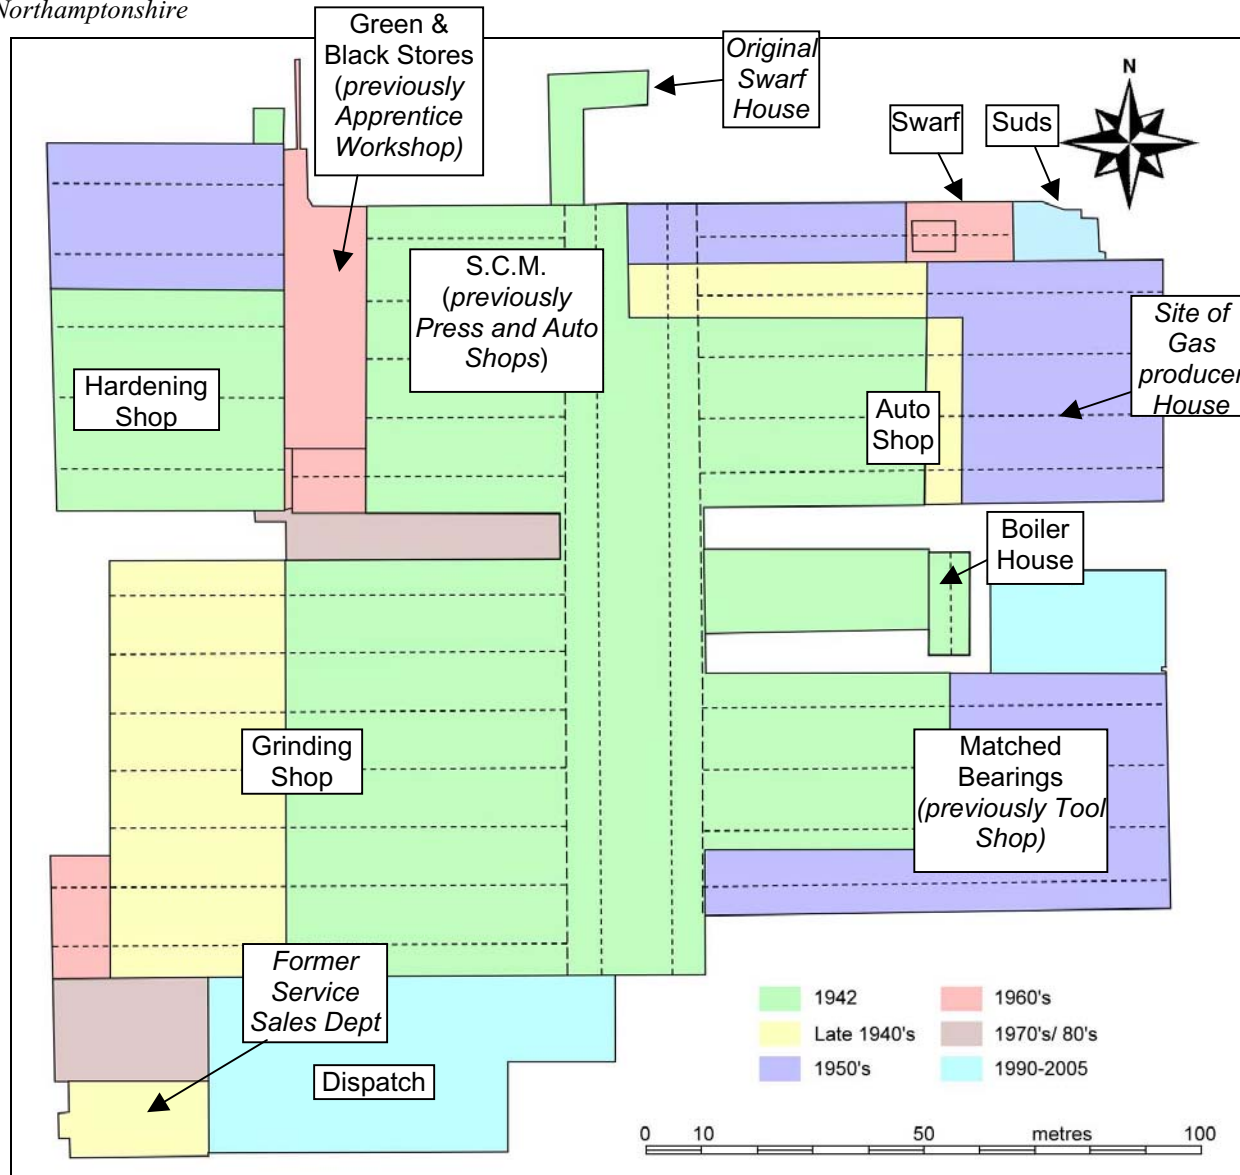 Northamptonshire
Green &
Black Stores
(previously
Apprentice
Workshop)
Original
Swarf
House
N
Swarf
Suds
S.C.M.
(previously
Press and Auto
Shops)
Site of
Gas
producer
House
Hardening
Shop
Auto
Shop
Boiler
House
Grinding
Shop
Matched
Bearings
(previously Tool
Shop)
Former
Service
Sales Dept
Dispatch
1942
Late 1940's
1950's
1960's
1970's/ 80's
1990-2005
0 10 50 metres 100